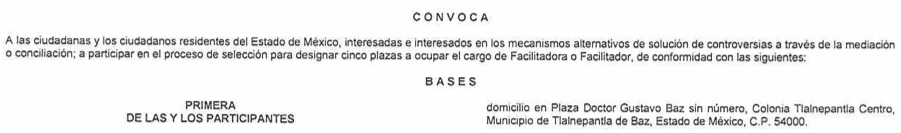 CONVOCA
A las ciudadanas y los ciudadanos residentes del Estado de México, interesadas e interesados en los mecanismos alternativos de solución de controversias a través de la mediación
o conciliación; a participar en el proceso de selección para designar cinco plazas a ocupar el cargo de Facilitadora o Facilitador, de conformidad con las siguientes:
BASES
PRIMERA
DE LAS Y LOS PARTICIPANTES
domicilio en Plaza Doctor Gustavo Baz sin número, Colonia Tlalnepantla Centro,
Municipio de Tlalnepantla de Baz, Estado de México, C.P. 54000.